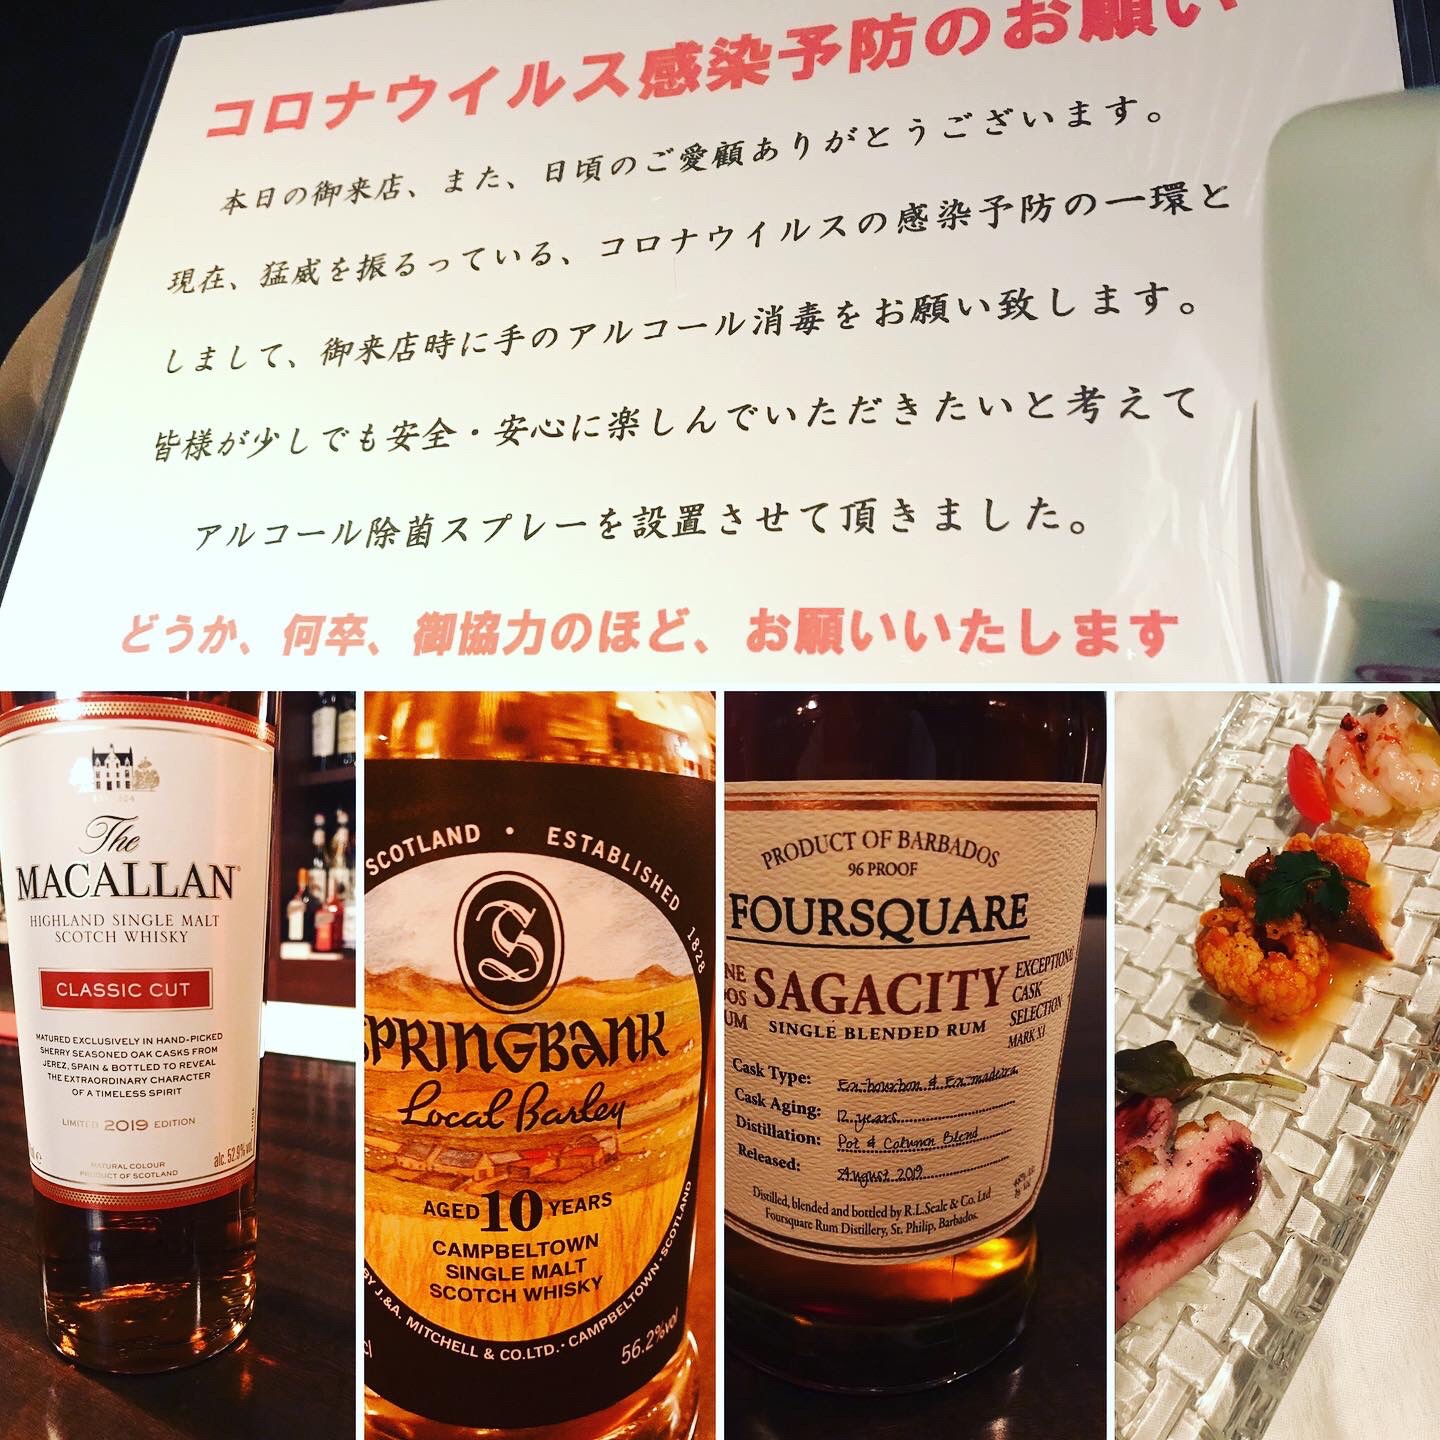 コロナウイルス感染予防のお願い
本日の御来店、また、日頃のご愛顧ありがとうございます。
現在、猛威を振るっている、コロナウイルスの感染予防の一環と
しまして、御来店時に手のアルコール消毒をお願い致します。
皆様が少しでも安全・安心に楽しんでいただきたいと考えて
アルコール除菌スプレーを設置させて頂きました。
どうか、何卒、御協力のほど、お願いいたします
The
MACALLAN
HIGHLAND SINGLE MALT
SCOTCH WHISKY
CLASSIC CUT
MATURED EXCLUSIVELY IN HAND-PICKED
SHERRY SEASONED OAK CASKS FROM
JEREZ, SPAIN & BOTTLED TO REVEAL
THE EXTRAORDINARY CHARACTER
OF A TIMELESS SPIRIT
LIMITED 2019 EDITION
NATURAL COLOUR
PRODUCT OF SCOTLAND
alc. 52.9% vol
SCOTLAND • ESTABLISHED 1828
S
SPRINGBANK
Local Barley
AGED 10 YEARS
CAMPBELTOWN
SINGLE MALT
SCOTCH WHISKY
BY J.&A. MITCHELL & CO.LTD. • CAMPBELTOWN • SCOTLAND
cl
56.2% vol
PRODUCT OF BARBADOS
96 PROOF
FOURSQUARE
SAGACITY
SINGLE BLENDED RUM
EXCEPTIONAL
CASK
SELECTION
MARK XI
Cask Type: Ex-bourbon & Ex-madeira
Cask Aging: 12 years
Distillation: Pot & Column Blend
Released: August 2019
Distilled, blended and bottled by R.L.Seale & Co. Ltd
Foursquare Rum Distillery, St. Philip, Barbados.